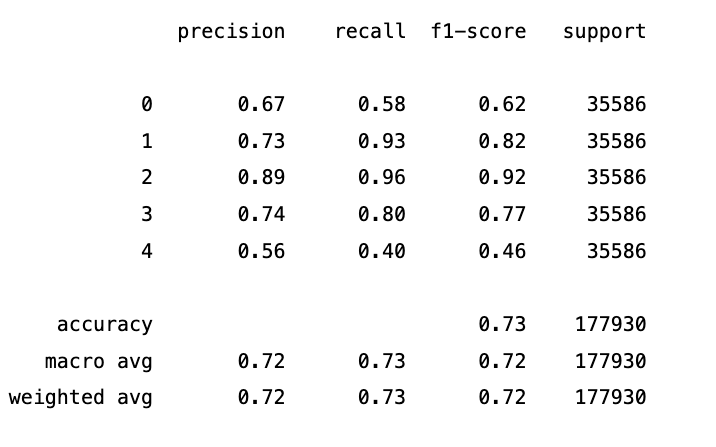 precision recall f1-score support
0 0.67 0.58 0.62 35586
1 0.73 0.93 0.82 35586
2 0.89 0.96 0.92 35586
3 0.74 0.80 0.77 35586
4 0.56 0.40 0.46 35586
accuracy 0.73 177930
macro avg 0.72 0.73 0.72 177930
weighted avg 0.72 0.73 0.72 177930